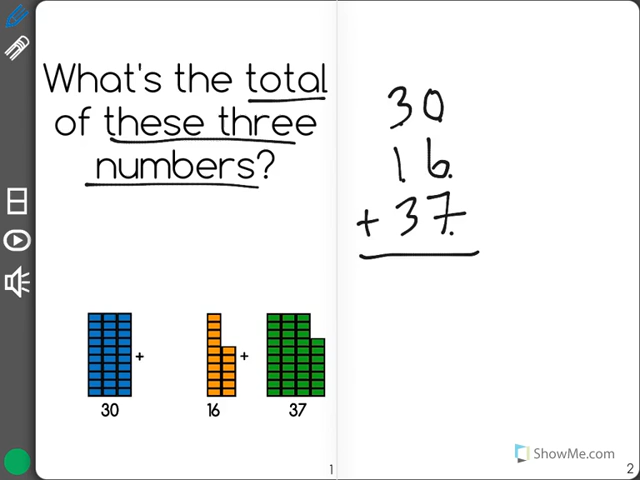 What's the total
of these three
numbers?
30
16
+ 37
+ +
30 16 37
ShowMe.com
1 2